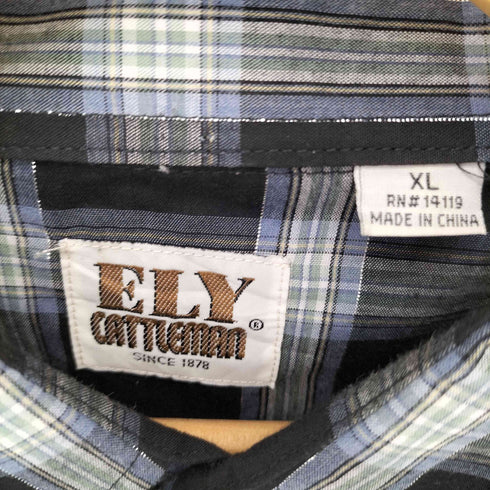 XL
RN# 14119
MADE IN CHINA
ELY
CATTLEMAN ®
SINCE 1878